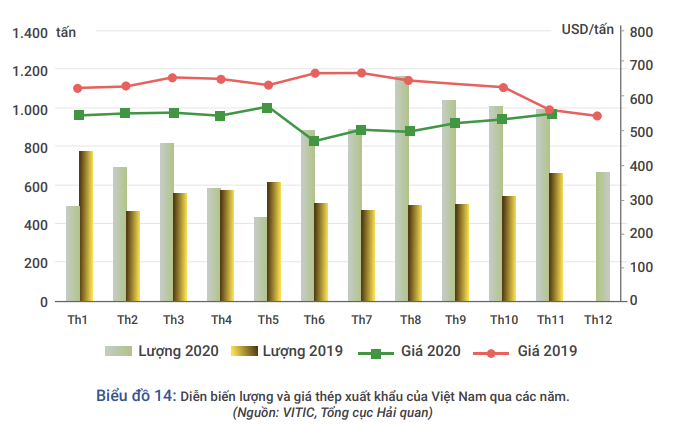 1.400 tấn
USD/tấn 800
1.200
700
1.000
600
800
500
600
400
400
300
200
200
100
0
0
Th1 Th2 Th3 Th4 Th5 Th6 Th7 Th8 Th9 Th10 Th11 Th12
Lượng 2020 Lượng 2019 Giá 2020 Giá 2019
Biểu đồ 14: Diễn biến lượng và giá thép xuất khẩu của Việt Nam qua các năm.
(Nguồn: VITIC, Tổng cục Hải quan)